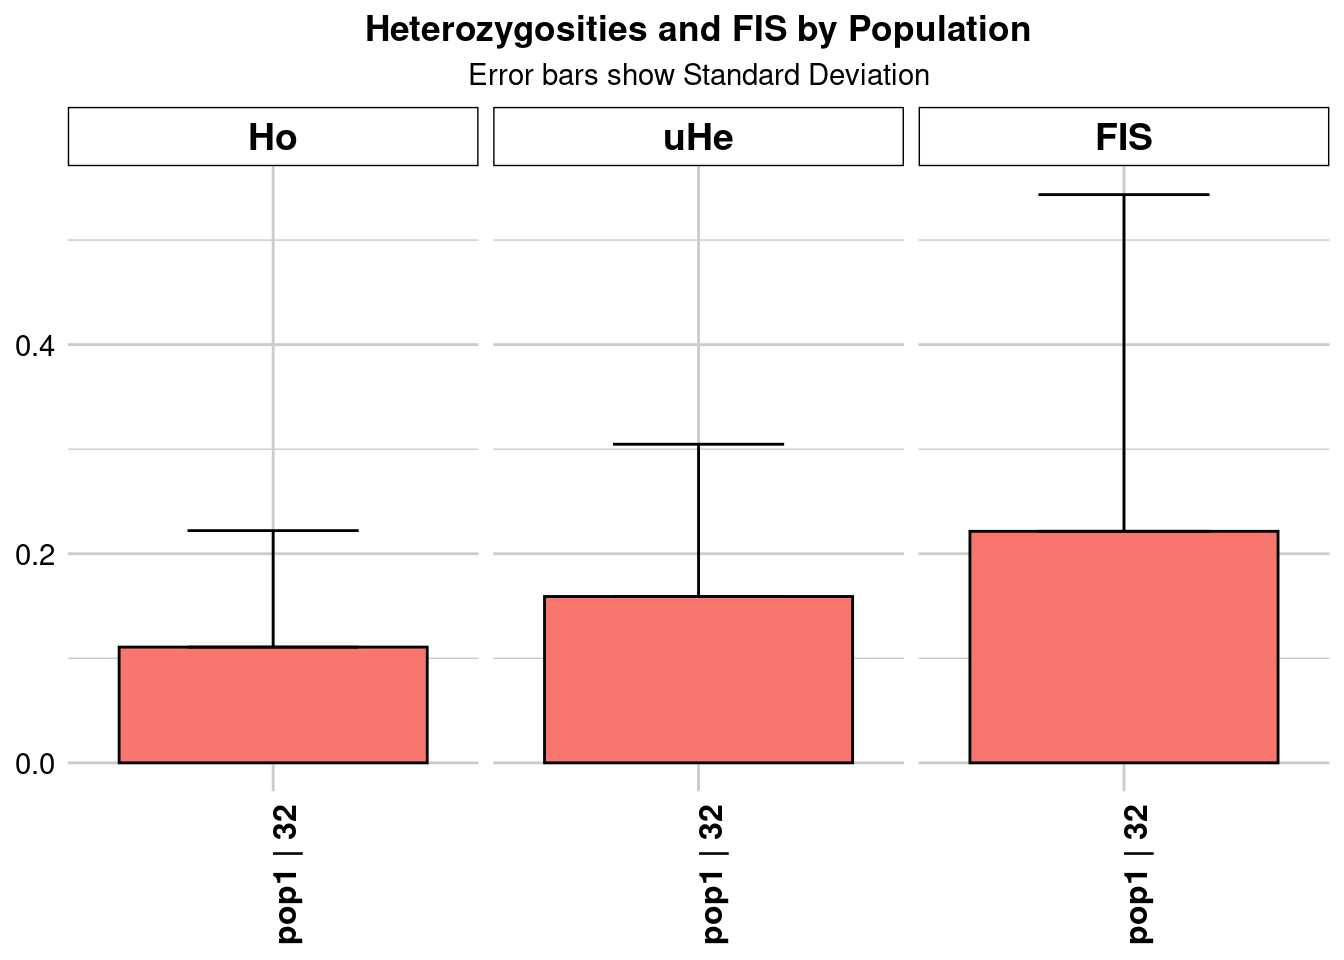 Heterozygosities and FIS by Population
Error bars show Standard Deviation
Ho
uHe
FIS
0.4
0.2
0.0
pop1 | 32
pop1 | 32
pop1 | 32